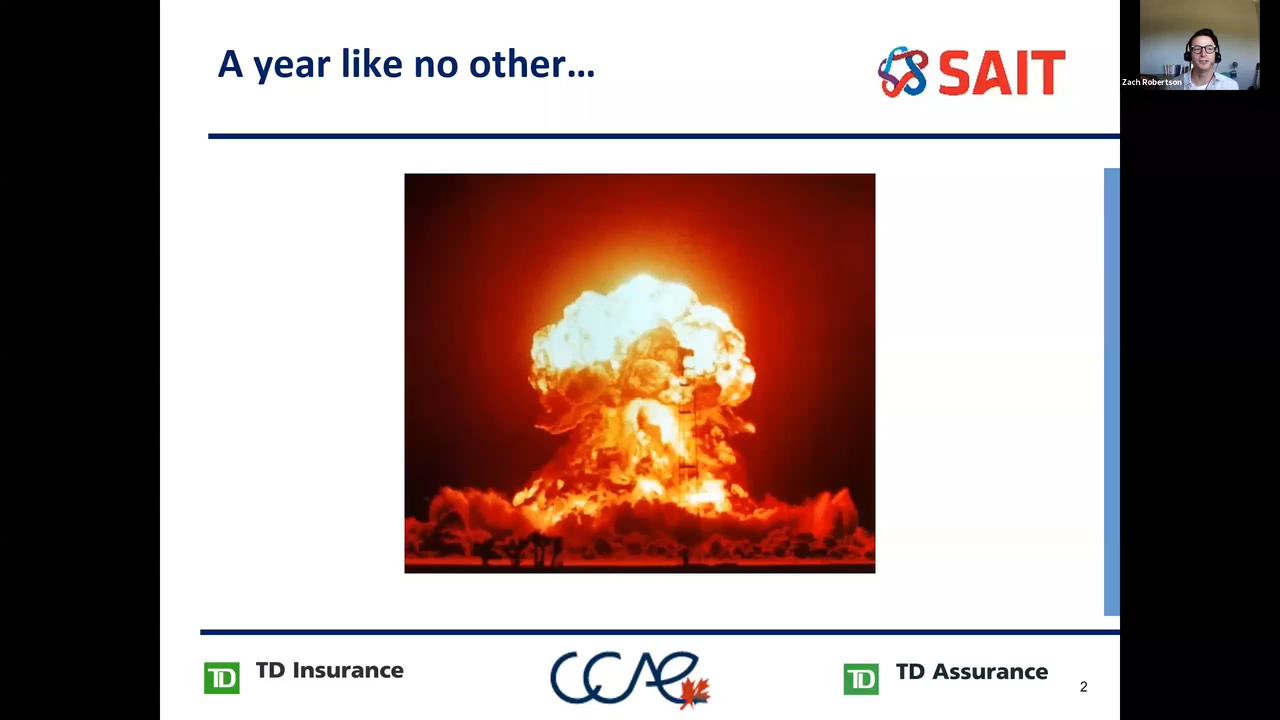 A year like no other…
SAIT
Zach Robertson
TD Insurance
CCAE
TD Assurance
2